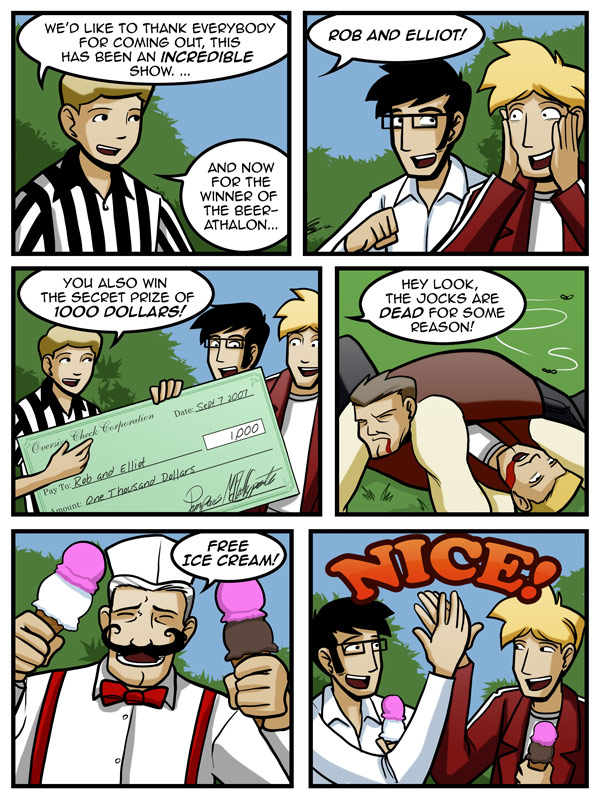 WE'D LIKE TO THANK EVERYBODY
FOR COMING OUT, THIS
HAS BEEN AN INCREDIBLE
SHOW. ...
AND NOW
FOR THE
WINNER OF
THE BEER-
ATHALON...
ROB AND ELLIOT!
YOU ALSO WIN
THE SECRET PRIZE OF
1000 DOLLARS!
Oversize Check Corporation
Date: Sept 7 2007
1,000
Pay To: Rob and Elliot
Amount: One Thousand Dollars
HEY LOOK,
THE JOCKS ARE
DEAD FOR SOME
REASON!
FREE
ICE CREAM!
NICE!